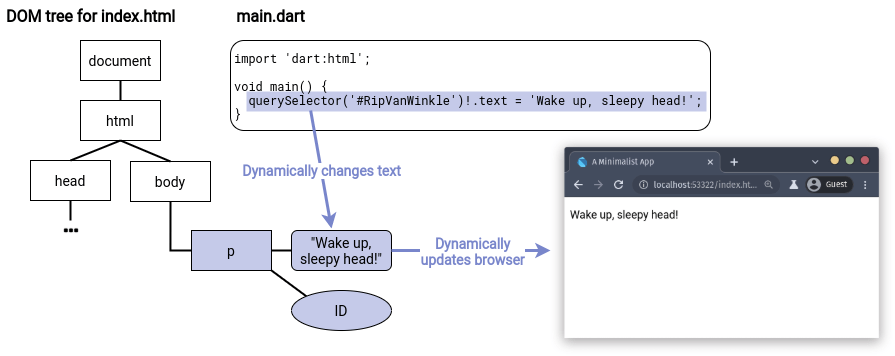 DOM tree for index.html
main.dart
document
html
head
body
...
p
"Wake up,
sleepy head!"
ID
import 'dart:html';
void main() {
querySelector('#RipVanWinkle')!.text = 'Wake up, sleepy head!';
}
Dynamically changes text
Dynamically
updates browser
A Minimalist App
localhost:53322/index.ht...
Guest
Wake up, sleepy head!